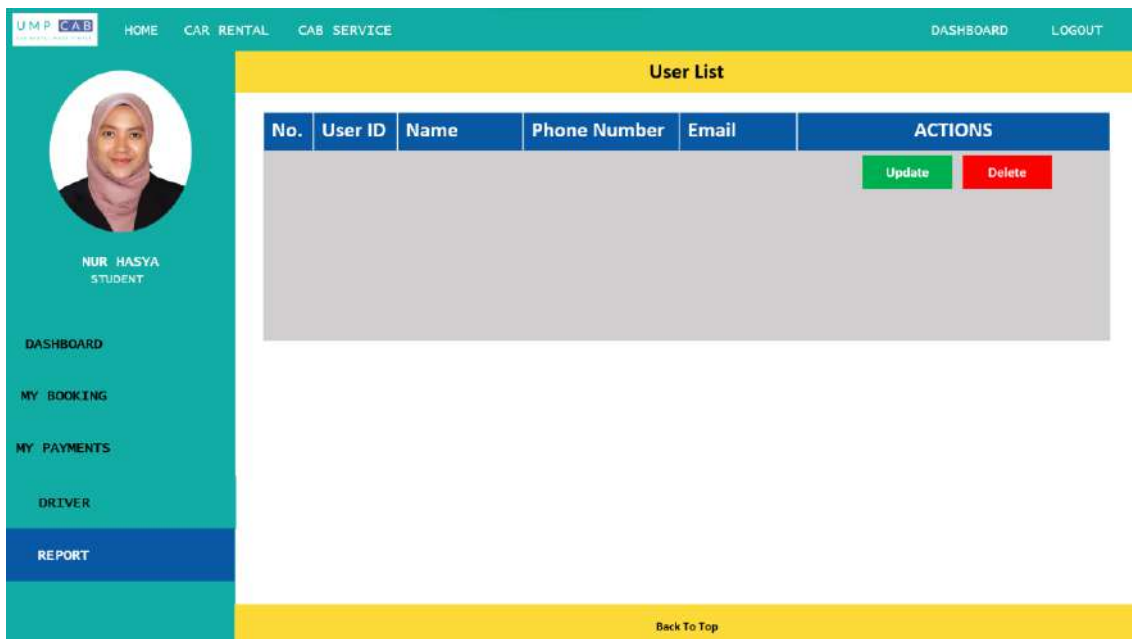 UMP CAB
HOME CAR RENTAL CAB SERVICE DASHBOARD LOGOUT
User List
No. User ID Name Phone Number Email ACTIONS
Update Delete
NUR HASYA
STUDENT
DASHBOARD
MY BOOKING
MY PAYMENTS
DRIVER
REPORT
Back To Top